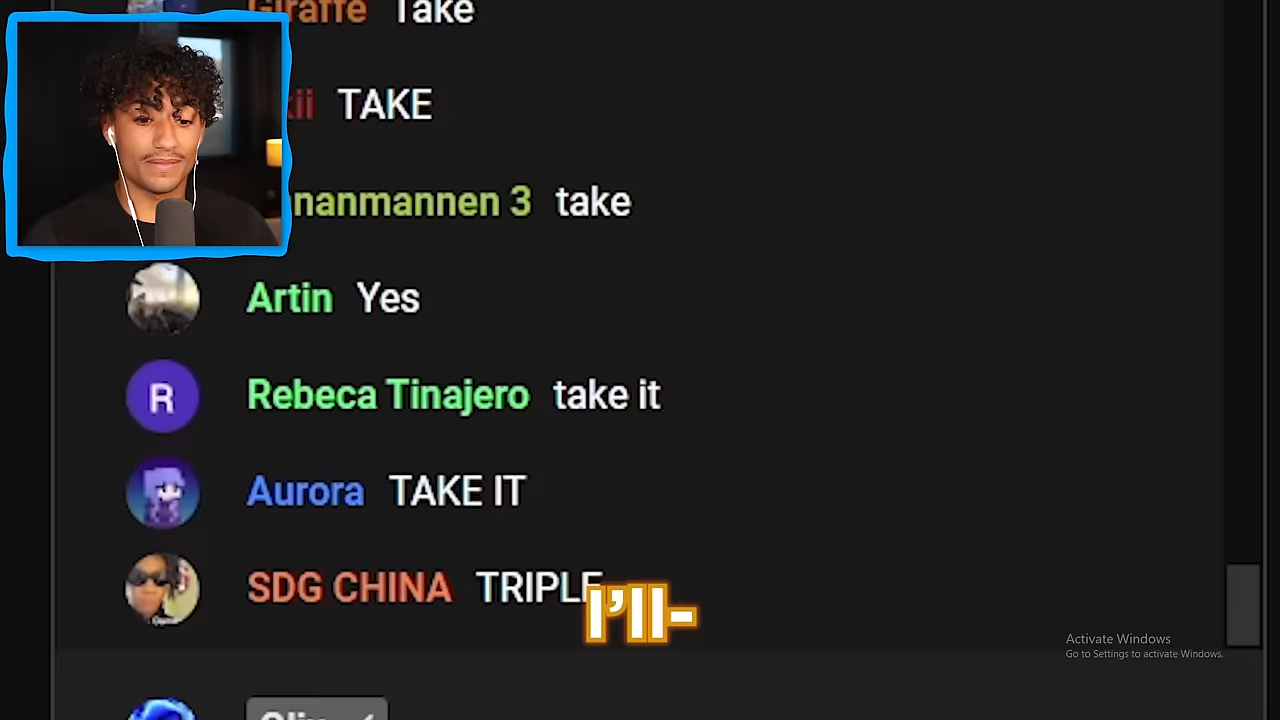 Giraffe Take
TAKE
nanmannen 3 take
Artin Yes
R Rebeca Tinajero take it
Aurora TAKE IT
SDG CHINA TRIPLE
I’ll-
Activate Windows
Go to Settings to activate Windows.